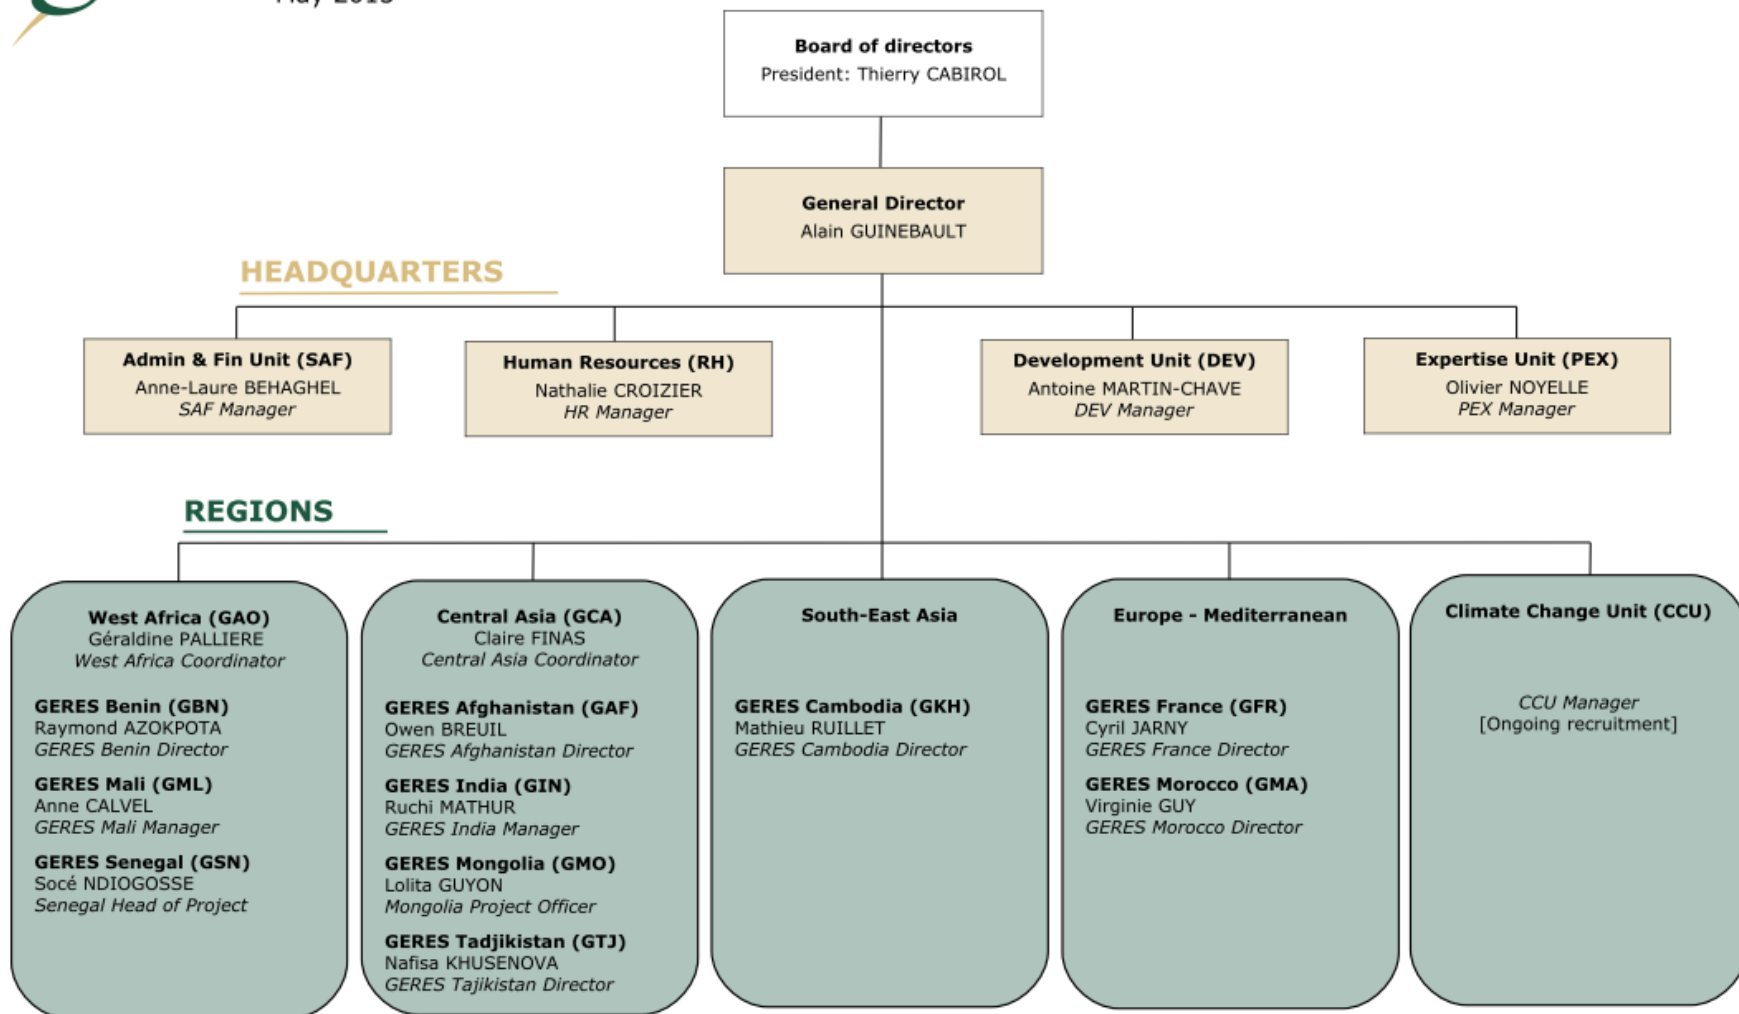 May 2015
Board of directors
President: Thierry CABIROL
General Director
Alain GUINEBAULT
HEADQUARTERS
Admin & Fin Unit (SAF)
Anne-Laure BEHAGHEL
SAF Manager
Human Resources (RH)
Nathalie CROIZIER
HR Manager
Development Unit (DEV)
Antoine MARTIN-CHAVE
DEV Manager
Expertise Unit (PEX)
Olivier NOYELLE
PEX Manager
REGIONS
West Africa (GAO)
Géraldine PALLIERE
West Africa Coordinator
GERES Benin (GBN)
Raymond AZOKPOTA
GERES Benin Director
GERES Mali (GML)
Anne CALVEL
GERES Mali Manager
GERES Senegal (GSN)
Socé NDIOGOSSE
Senegal Head of Project
Central Asia (GCA)
Claire FINAS
Central Asia Coordinator
GERES Afghanistan (GAF)
Owen BREUIL
GERES Afghanistan Director
GERES India (GIN)
Ruchi MATHUR
GERES India Manager
GERES Mongolia (GMO)
Lolita GUYON
Mongolia Project Officer
GERES Tadjikistan (GTJ)
Nafisa KHUSENOVA
GERES Tajikistan Director
South-East Asia
GERES Cambodia (GKH)
Mathieu RUILLET
GERES Cambodia Director
Europe - Mediterranean
GERES France (GFR)
Cyril JARNY
GERES France Director
GERES Morocco (GMA)
Virginie GUY
GERES Morocco Director
Climate Change Unit (CCU)
CCU Manager
[Ongoing recruitment]